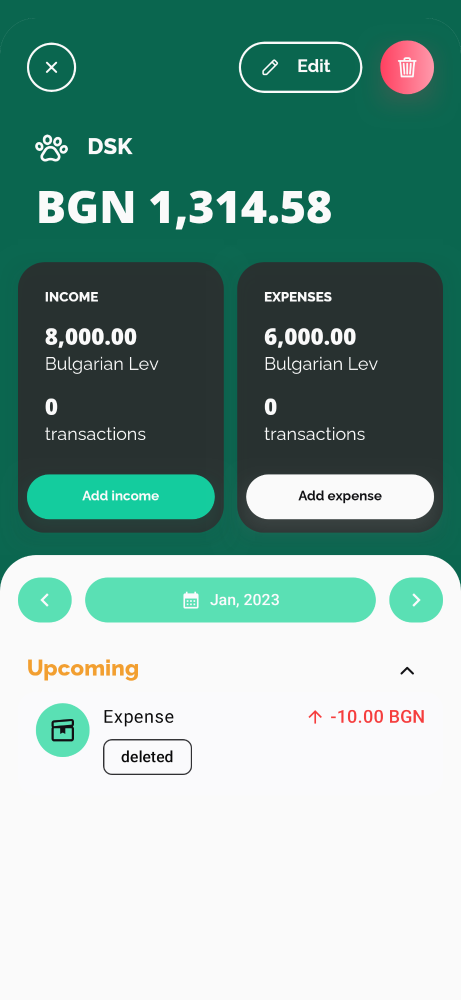 Edit
DSK
BGN 1,314.58
INCOME
8,000.00
Bulgarian Lev
0
transactions
Add income
EXPENSES
6,000.00
Bulgarian Lev
0
transactions
Add expense
Jan, 2023
Upcoming
Expense
-10.00 BGN
deleted